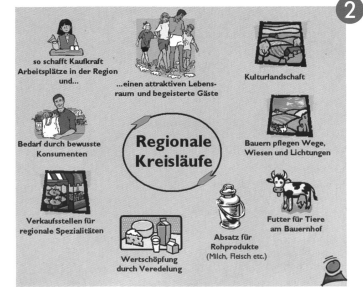 2
so schafft Kaufkraft
Arbeitsplätze in der Region
und...
...einen attraktiven Lebens-
raum und begeisterte Gäste
Kulturlandschaft
Bedarf durch bewusste
Konsumenten
Regionale
Kreisläufe
Bauern pflegen Wege,
Wiesen und Lichtungen
Verkaufsstellen für
regionale Spezialitäten
Wertschöpfung
durch Veredelung
Absatz für
Rohprodukte
(Milch, Fleisch etc.)
Futter für Tiere
am Bauernhof